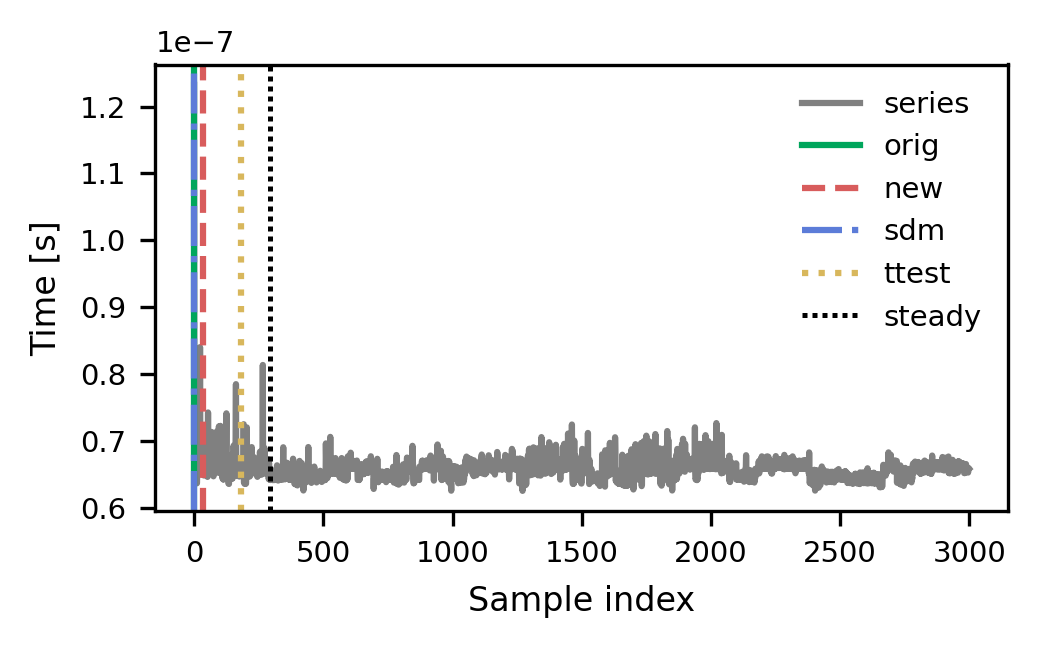 1e−7
1.2
1.1
1.0
0.9
0.8
0.7
0.6
Time [s]
series
orig
new
sdm
ttest
steady
0 500 1000 1500 2000 2500 3000
Sample index